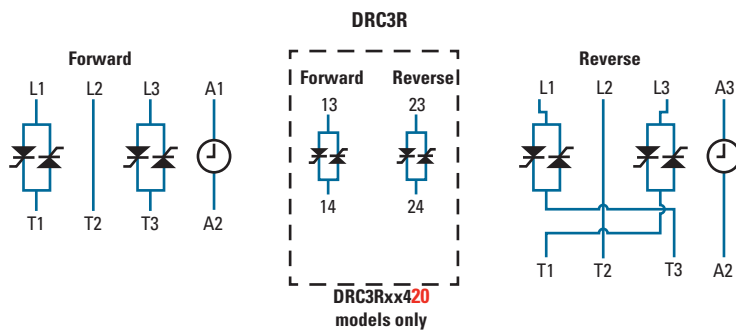 DRC3R
Forward
L1 L2 L3 A1
T1 T2 T3 A2
Forward Reverse
13 23
14 24
DRC3Rxx420
models only
Reverse
L1 L2 L3 A3
T1 T2 T3 A2